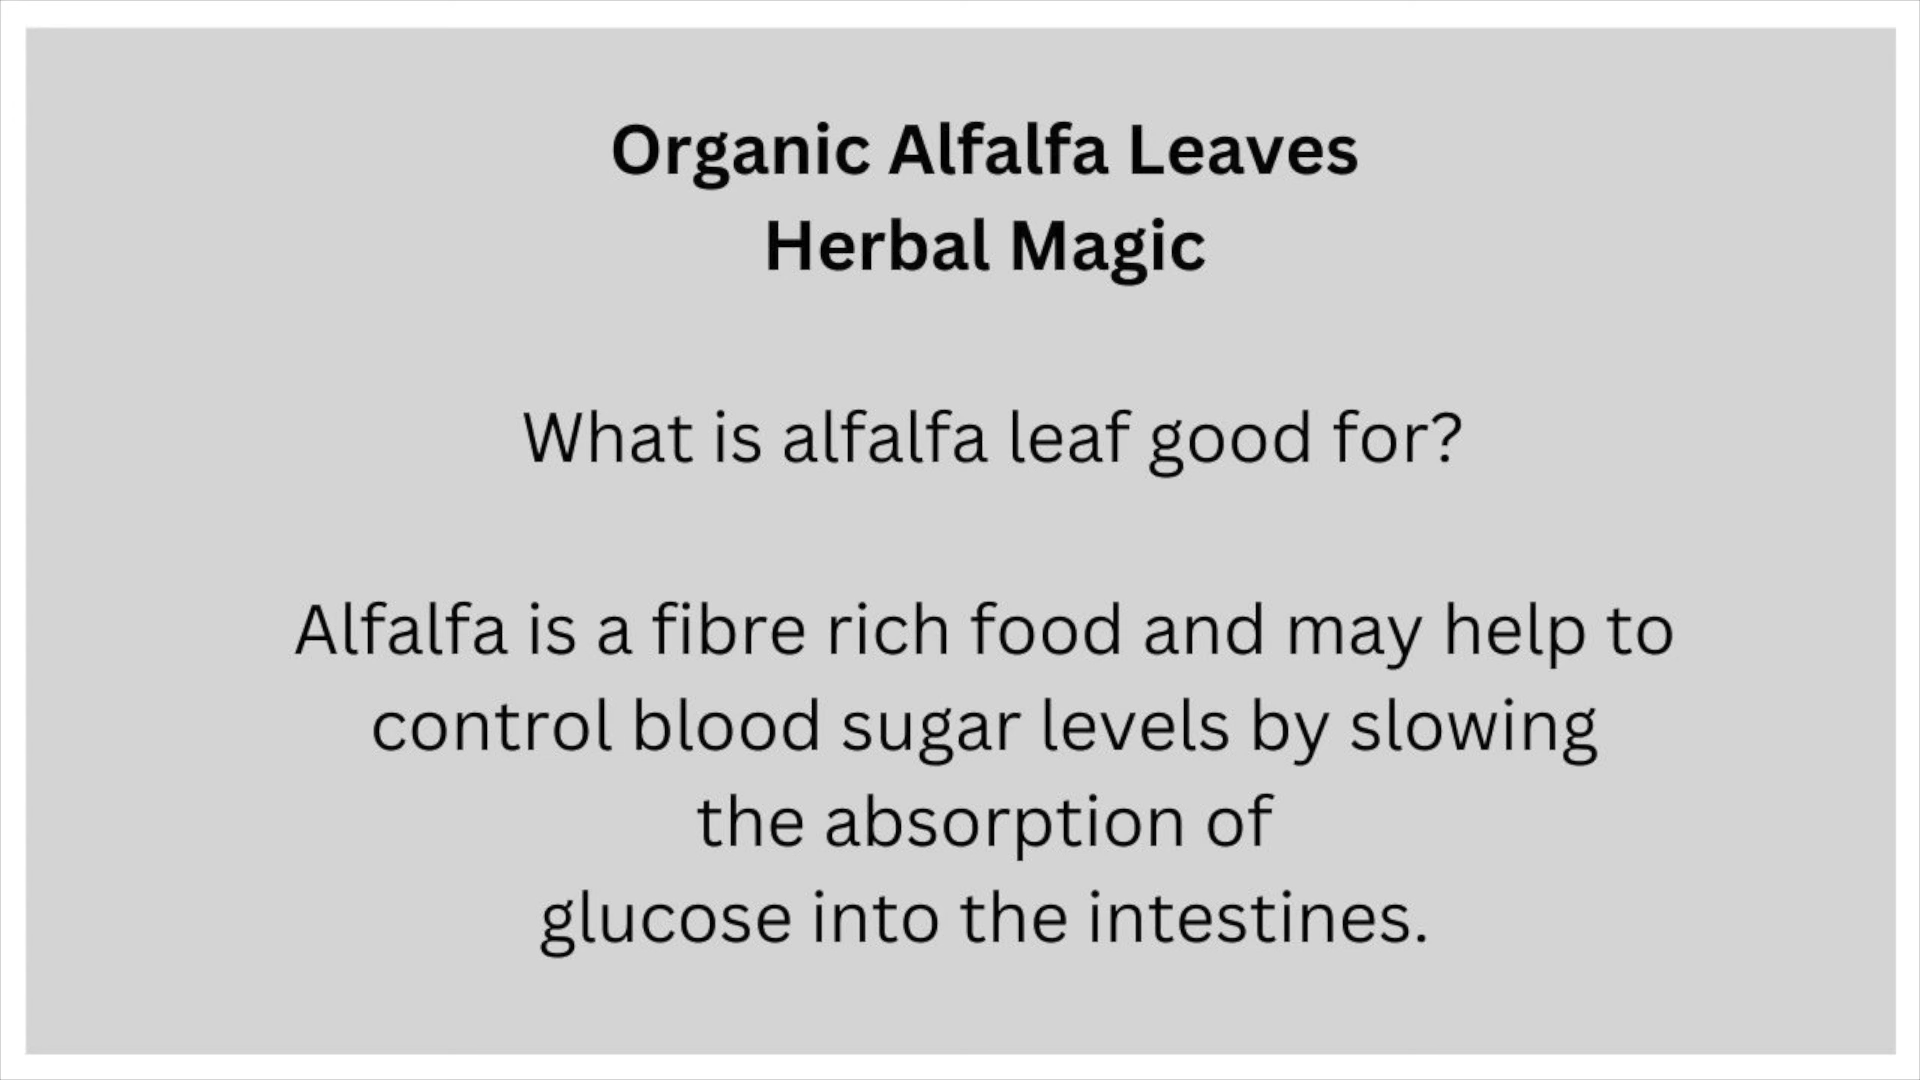 Organic Alfalfa Leaves
Herbal Magic
What is alfalfa leaf good for?
Alfalfa is a fibre rich food and may help to
control blood sugar levels by slowing
the absorption of
glucose into the intestines.